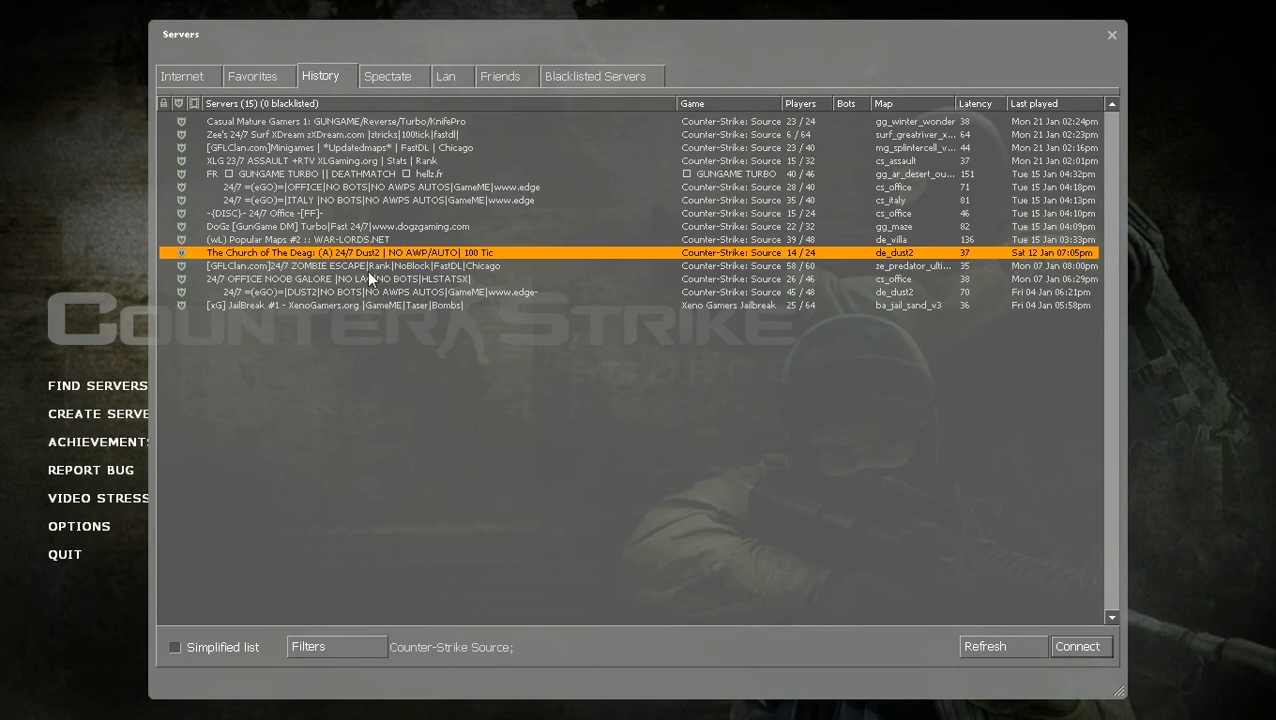 Servers
Internet Favorites History Spectate Lan Friends Blacklisted Servers
Servers (15) (0 blacklisted) Game Players Bots Map Latency Last played
Casual Mature Gamers 1: GUNGAME/Reverse/Turbo/KnifePro Counter-Strike: Source 23 / 24 gg_winter_wonder 38 Mon 21 Jan 02:24pm
Zee's 24/7 Surf XDream zXDream.com |ztricks|100tick|fastdl| Counter-Strike: Source 6 / 64 surf_greatriver_x... 64 Mon 21 Jan 02:23pm
[GFLClan.com]Minigames | *Updatedmaps* | FastDL | Chicago Counter-Strike: Source 23 / 40 mg_splintercell_v... 44 Mon 21 Jan 02:02pm
XLG 23/7 ASSAULT +RTV XLGaming.org | Stats | Rank Counter-Strike: Source 15 / 32 cs_assault 37 Mon 21 Jan 02:01pm
FR □ GUNGAME TURBO || DEATHMATCH □ hellz.fr □ GUNGAME TURBO 40 / 46 gg_ar_desert_ou... 151 Tue 15 Jan 04:32pm
24/7 =(eGO)=|OFFICE|NO BOTS|NO AWPS AUTOS|GameME|www.edge Counter-Strike: Source 28 / 40 cs_office 71 Tue 15 Jan 04:18pm
24/7 =(eGO)=|ITALY |NO BOTS|NO AWPS AUTOS|GameME|www.edge Counter-Strike: Source 35 / 40 cs_italy 81 Tue 15 Jan 04:13pm
-{DISC}- 24/7 Office -[FF]- Counter-Strike: Source 15 / 24 cs_office 46 Tue 15 Jan 04:10pm
DoGz [GunGame DM] Turbo|Fast 24/7|www.dogzgaming.com Counter-Strike: Source 22 / 32 gg_maze 82 Tue 15 Jan 04:09pm
(wL) Popular Maps #2 :: WAR-LORDS.NET Counter-Strike: Source 39 / 48 de_villa 136 Tue 15 Jan 03:33pm
The Church of The Deag: (A) 24/7 Dust2 | NO AWP/AUTO| 100 Tic Counter-Strike: Source 14 / 24 de_dust2 37 Sat 12 Jan 07:05pm
[GFLClan.com]24/7 ZOMBIE ESCAPE|Rank|NoBlock|FastDL|Chicago Counter-Strike: Source 58 / 60 ze_predator_ulti... 35 Mon 07 Jan 08:00pm
24/7 OFFICE NOOB GALORE |NO LA NO BOTS|HLSTATSX| Counter-Strike: Source 26 / 46 cs_office 38 Mon 07 Jan 06:29pm
24/7 =(eGO)=|DUST2|NO BOTS|NO AWPS AUTOS|GameME|www.edge- Counter-Strike: Source 45 / 48 de_dust2 70 Fri 04 Jan 06:21pm
[xG] JailBreak #1 - XenoGamers.org |GameME|Taser|Bombs| Xeno Gamers Jailbreak 25 / 64 ba_jail_sand_v3 36 Fri 04 Jan 05:58pm
Counter Strike
SOURCE
FIND SERVERS
CREATE SERVE
ACHIEVEMENTS
REPORT BUG
VIDEO STRESS
OPTIONS
QUIT
Simplified list Filters Counter-Strike Source; Refresh Connect